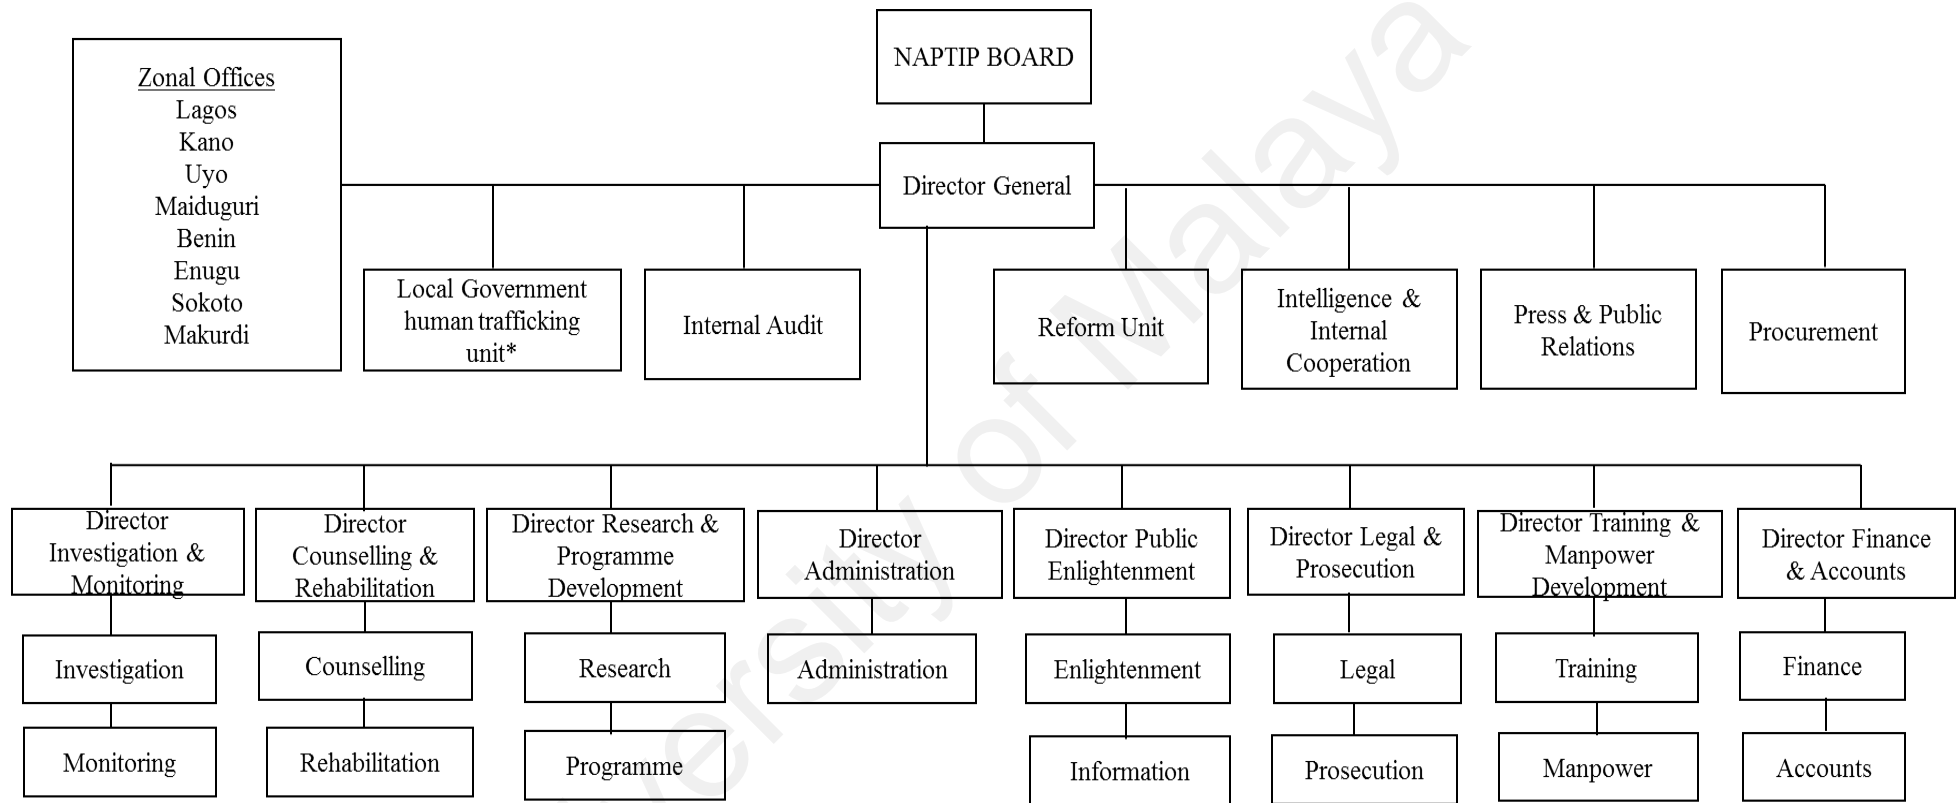 NAPTIP BOARD
Zonal Offices
Lagos
Kano
Uyo
Maiduguri
Benin
Enugu
Sokoto
Makurdi
Director General
Local Government
human trafficking
unit*
Internal Audit
Reform Unit
Intelligence &
Internal
Cooperation
Press & Public
Relations
Procurement
Director
Investigation &
Monitoring
Director
Counselling &
Rehabilitation
Director Research &
Programme
Development
Director
Administration
Director Public
Enlightenment
Director Legal &
Prosecution
Director Training &
Manpower
Development
Director Finance
& Accounts
Investigation
Counselling
Research
Administration
Enlightenment
Legal
Training
Finance
Monitoring
Rehabilitation
Programme
Information
Prosecution
Manpower
Accounts
versity of Malaya